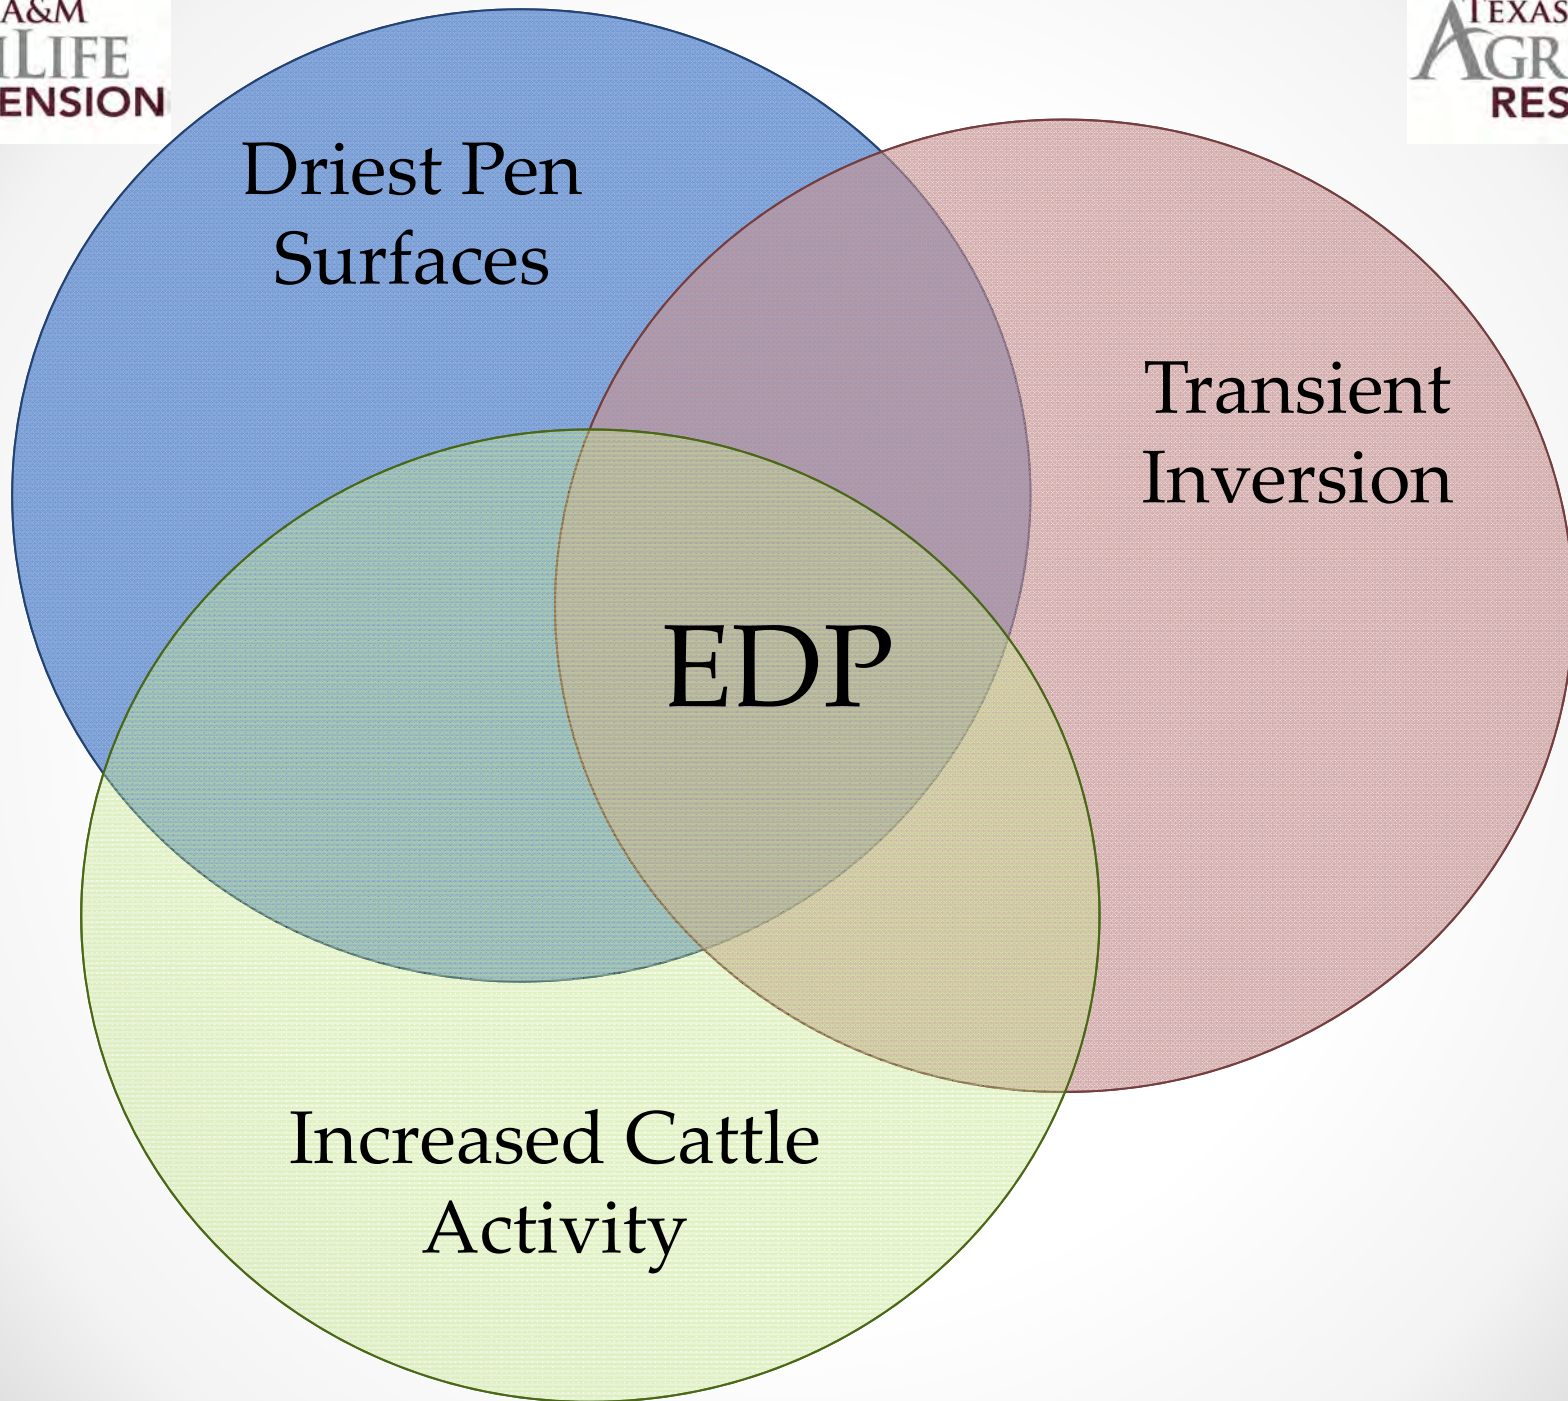 A&M
LIFE
ENSION
TEXAS
AGR
RES
Driest Pen
Surfaces
Transient
Inversion
EDP
Increased Cattle
Activity